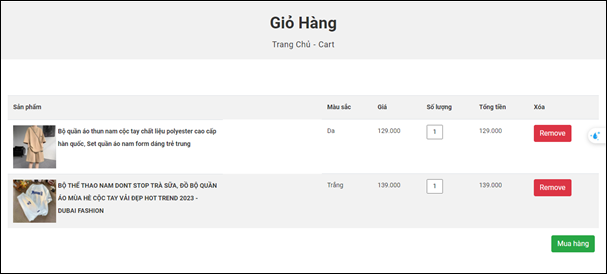 Giỏ Hàng
Trang Chủ - Cart
Sản phẩm Màu sắc Giá Số lượng Tổng tiền Xóa
Bộ quần áo thun nam cộc tay chất liệu polyester cao cấp Da 129.000 1 129.000 Remove
hàn quốc, Set quần áo nam form dáng trẻ trung
BỘ THỂ THAO NAM DONT STOP TRÀ SỮA, ĐỒ BỘ QUẦN Trắng 139.000 1 139.000 Remove
ÁO MÙA HÈ CỘC TAY VẢI ĐẸP HOT TREND 2023 -
DUBAI FASHION
Mua hàng